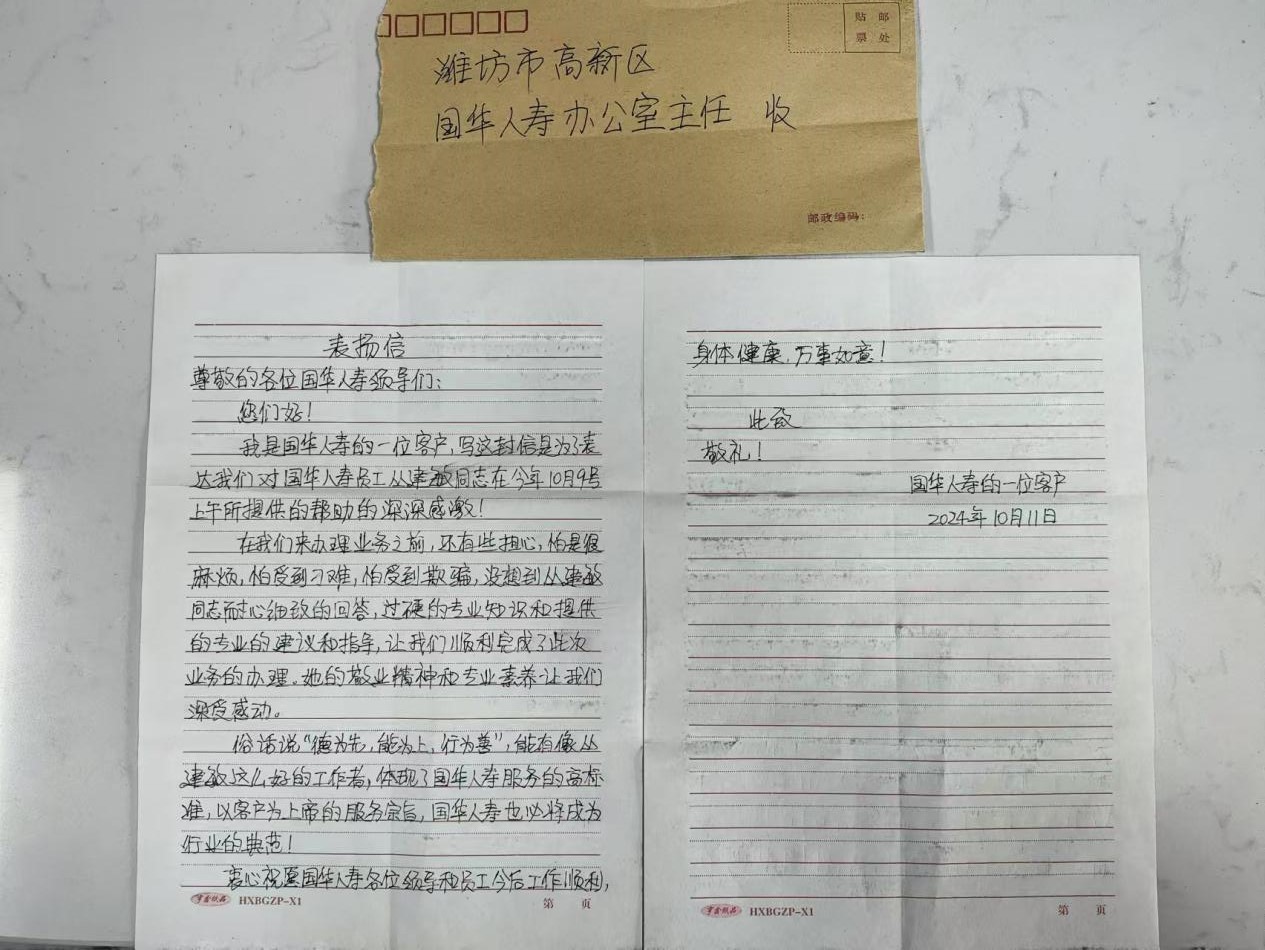 贴 邮
票 处
潍坊市高新区
国华人寿办公室主任 收
邮政编码:
表扬信
尊敬的各位国华人寿领导们:
您们好!
我是国华人寿的一位客户,写这封信是为了表
达我们对国华人寿员工丛建敏同志在今年10月9号
上午所提供的帮助的深深感激!
在我们来办理业务之前,还有些担心,怕是很
麻烦,怕受到刁难,怕受到欺骗,没想到丛建敏
同志耐心细致的回答,过硬的专业知识和提供
的专业的建议和指导,让我们顺利完成了此次
业务的办理。她的敬业精神和专业素养让我们
深受感动。
俗话说“德为先,能为上,行为善”,能有像丛
建敏这么好的工作者,体现了国华人寿服务的高标
准,以客户为上帝的服务宗旨,国华人寿也必将成为
行业的典范!
衷心祝愿国华人寿各位领导和员工今后工作顺利,
HXBGZP-X1
第 页
身体健康,万事如意!
此致
敬礼!
国华人寿的一位客户
2024年10月11日
HXBGZP-X1
第 页